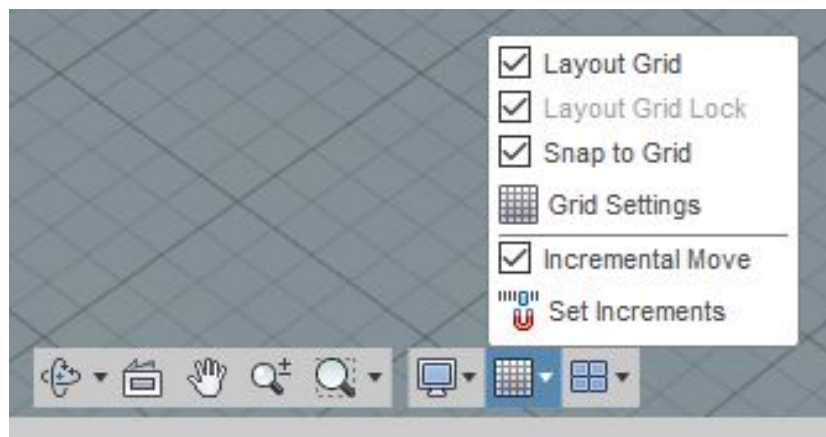 Layout Grid
Layout Grid Lock
Snap to Grid
Grid Settings
Incremental Move
Set Increments